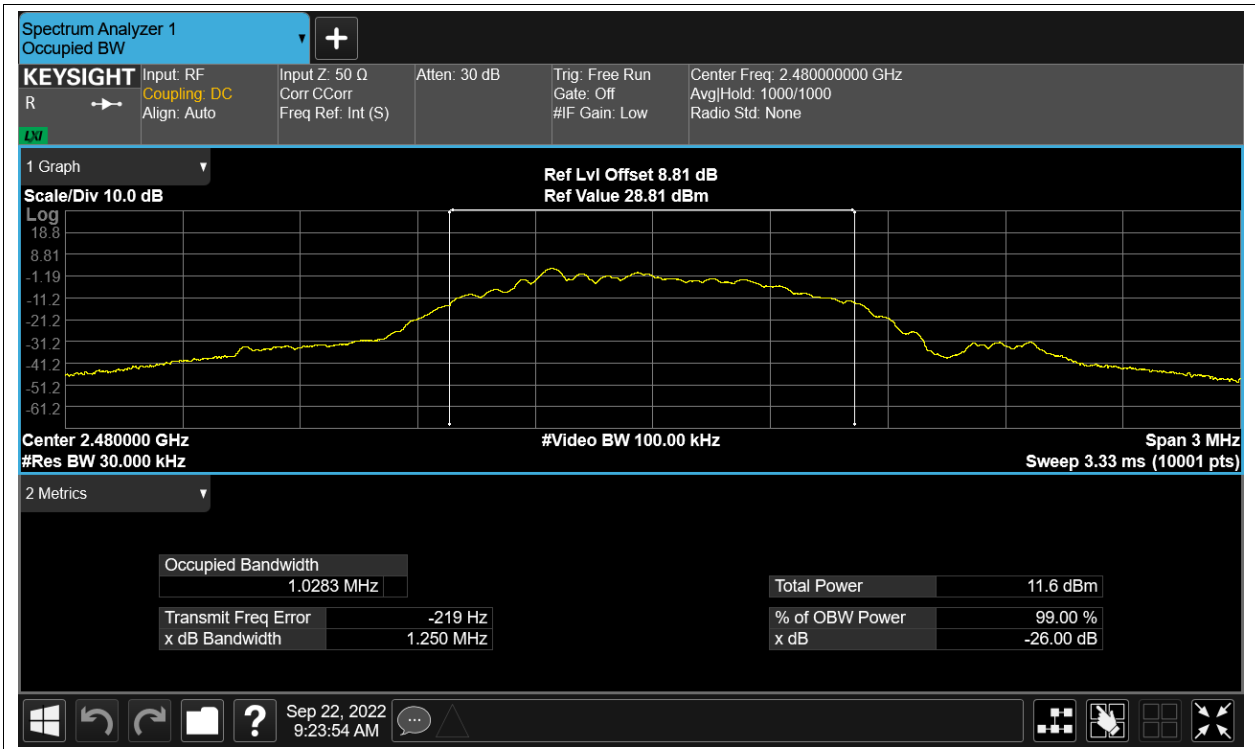 Spectrum Analyzer 1
Occupied BW
KEYSIGHT
R
LXI
Input: RF
Coupling: DC
Align: Auto
Input Z: 50 Ω
Corr CCorr
Freq Ref: Int (S)
Atten: 30 dB
Trig: Free Run
Gate: Off
#IF Gain: Low
Center Freq: 2.480000000 GHz
Avg|Hold: 1000/1000
Radio Std: None
1 Graph
Scale/Div 10.0 dB
Ref Lvl Offset 8.81 dB
Ref Value 28.81 dBm
Log
18.8
8.81
-1.19
-11.2
-21.2
-31.2
-41.2
-51.2
-61.2
Center 2.480000 GHz
#Res BW 30.000 kHz
#Video BW 100.00 kHz
Span 3 MHz
Sweep 3.33 ms (10001 pts)
2 Metrics
Occupied Bandwidth
1.0283 MHz
Transmit Freq Error -219 Hz
x dB Bandwidth 1.250 MHz
Total Power 11.6 dBm
% of OBW Power 99.00 %
x dB -26.00 dB
?
Sep 22, 2022
9:23:54 AM